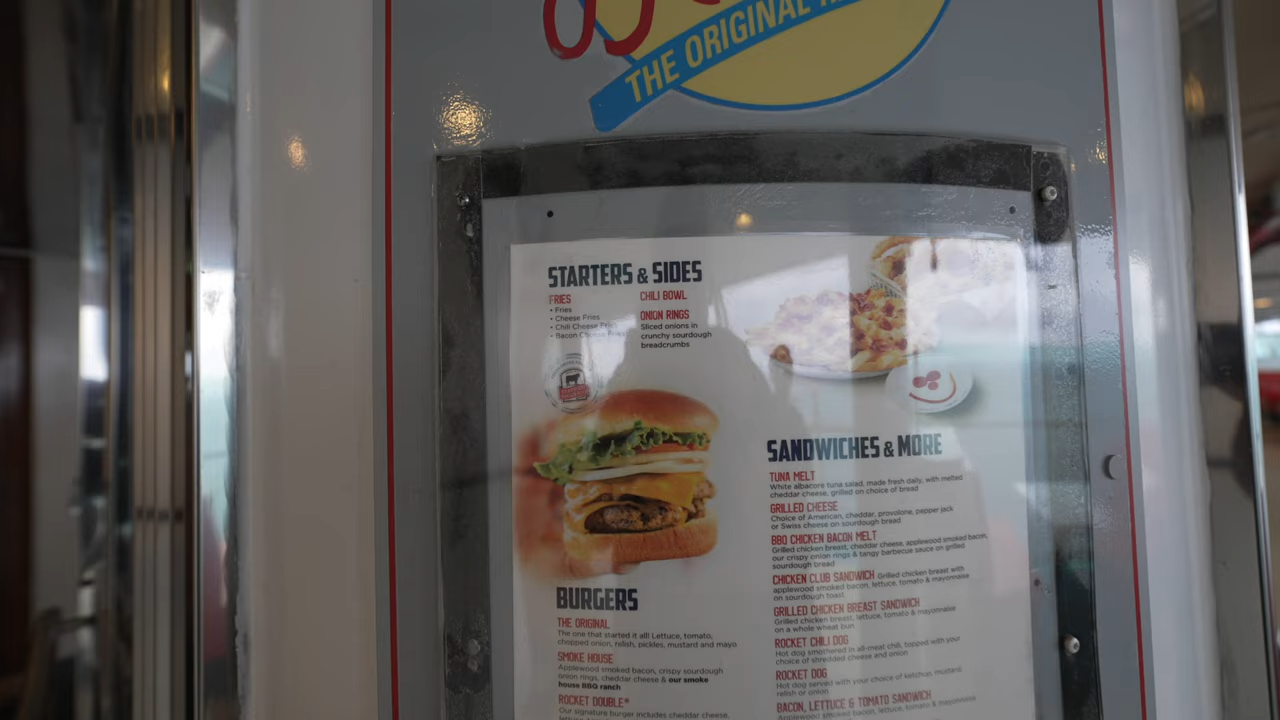 THE ORIGINAL
STARTERS & SIDES
FRIES
• Fries
• Cheese Fries
• Chili Cheese Fries
• Bacon Cheese Fries
CHILI BOWL
ONION RINGS
Sliced onions in
crunchy sourdough
breadcrumbs
BURGERS
THE ORIGINAL
The one that started it all! Lettuce, tomato,
chopped onion, relish, pickles, mustard and mayo
SMOKE HOUSE
Applewood smoked bacon, crispy sourdough
onion rings, cheddar cheese & our smoke
house BBQ ranch
ROCKET DOUBLE*
Our signature burger includes cheddar cheese,
SANDWICHES & MORE
TUNA MELT
White albacore tuna salad, made fresh daily, with melted
cheddar cheese, grilled on choice of bread
GRILLED CHEESE
Choice of American, cheddar, provolone, pepper jack
or Swiss cheese on sourdough bread
BBQ CHICKEN BACON MELT
Grilled chicken breast, cheddar cheese, applewood smoked bacon,
our crispy onion rings & tangy barbecue sauce on grilled
sourdough bread
CHICKEN CLUB SANDWICH Grilled chicken breast with
applewood smoked bacon, lettuce, tomato & mayonnaise
on sourdough toast
GRILLED CHICKEN BREAST SANDWICH
Grilled chicken breast, lettuce, tomato & mayonnaise
on a whole wheat bun
ROCKET CHILI DOG
Hot dog smothered in all-meat chili, topped with your
choice of shredded cheese and onion
ROCKET DOG
Hot dog served with your choice of ketchup, mustard,
relish or onion
BACON, LETTUCE & TOMATO SANDWICH
Applewood smoked bacon, lettuce, tomato & mayonnaise